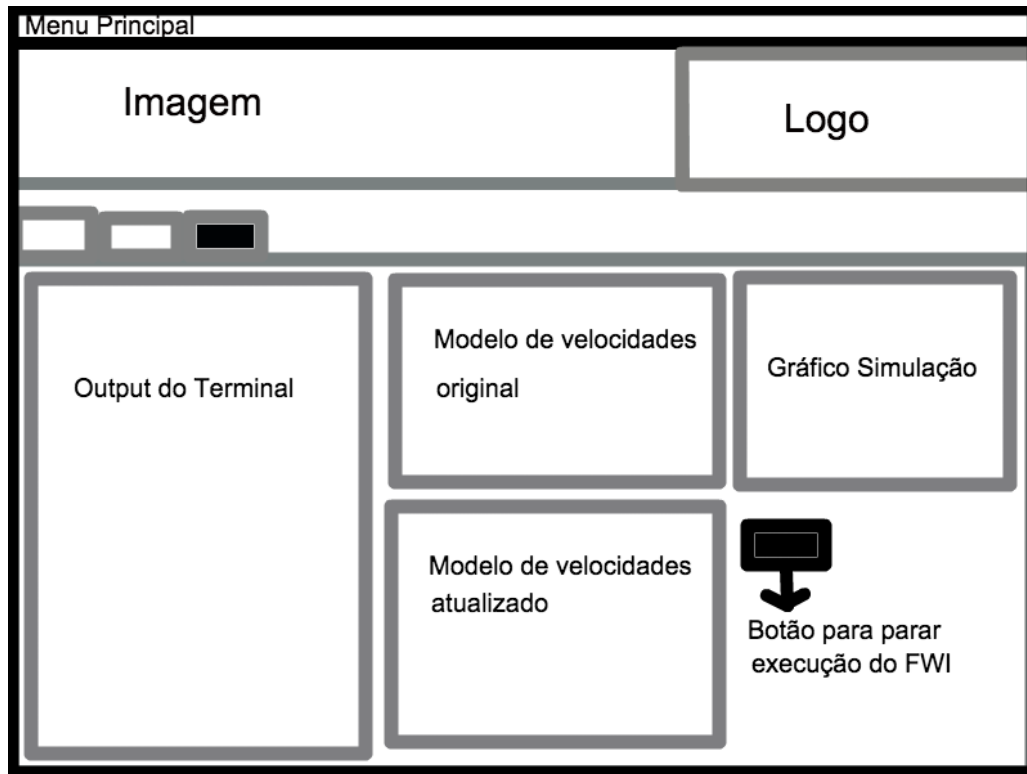 Menu Principal
Imagem
Logo
Output do Terminal
Modelo de velocidades
original
Gráfico Simulação
Modelo de velocidades
atualizado
Botão para parar
execução do FWI